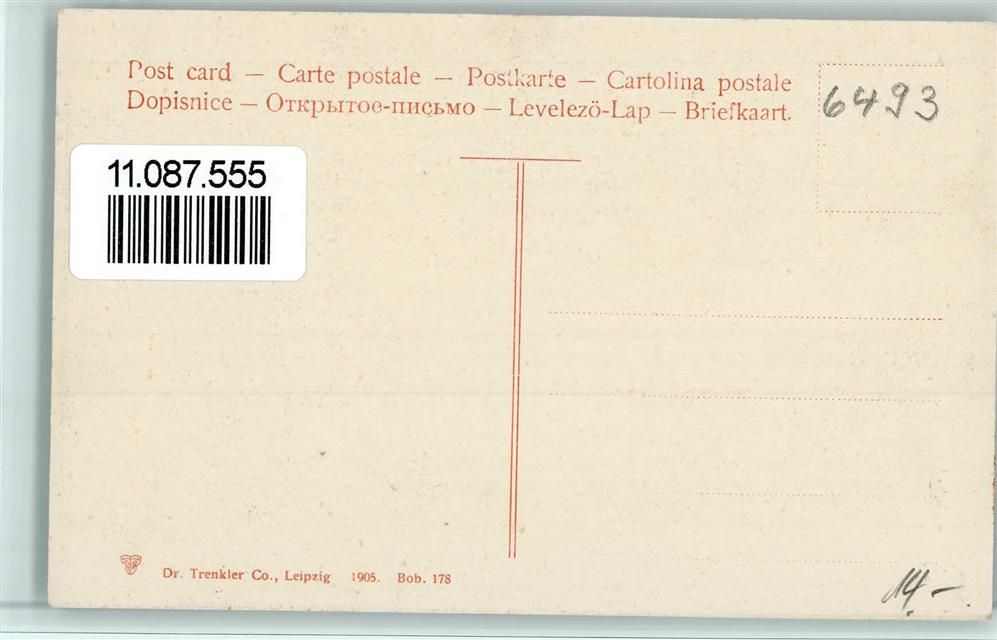 Post card — Carte postale — Postkarte — Cartolina postale
Dopisnice — Открытое-письмо — Levelezö-Lap — Briefkaart.
6493
11.087.555
Dr. Trenkler Co., Leipzig 1905. Bob. 178
14.-